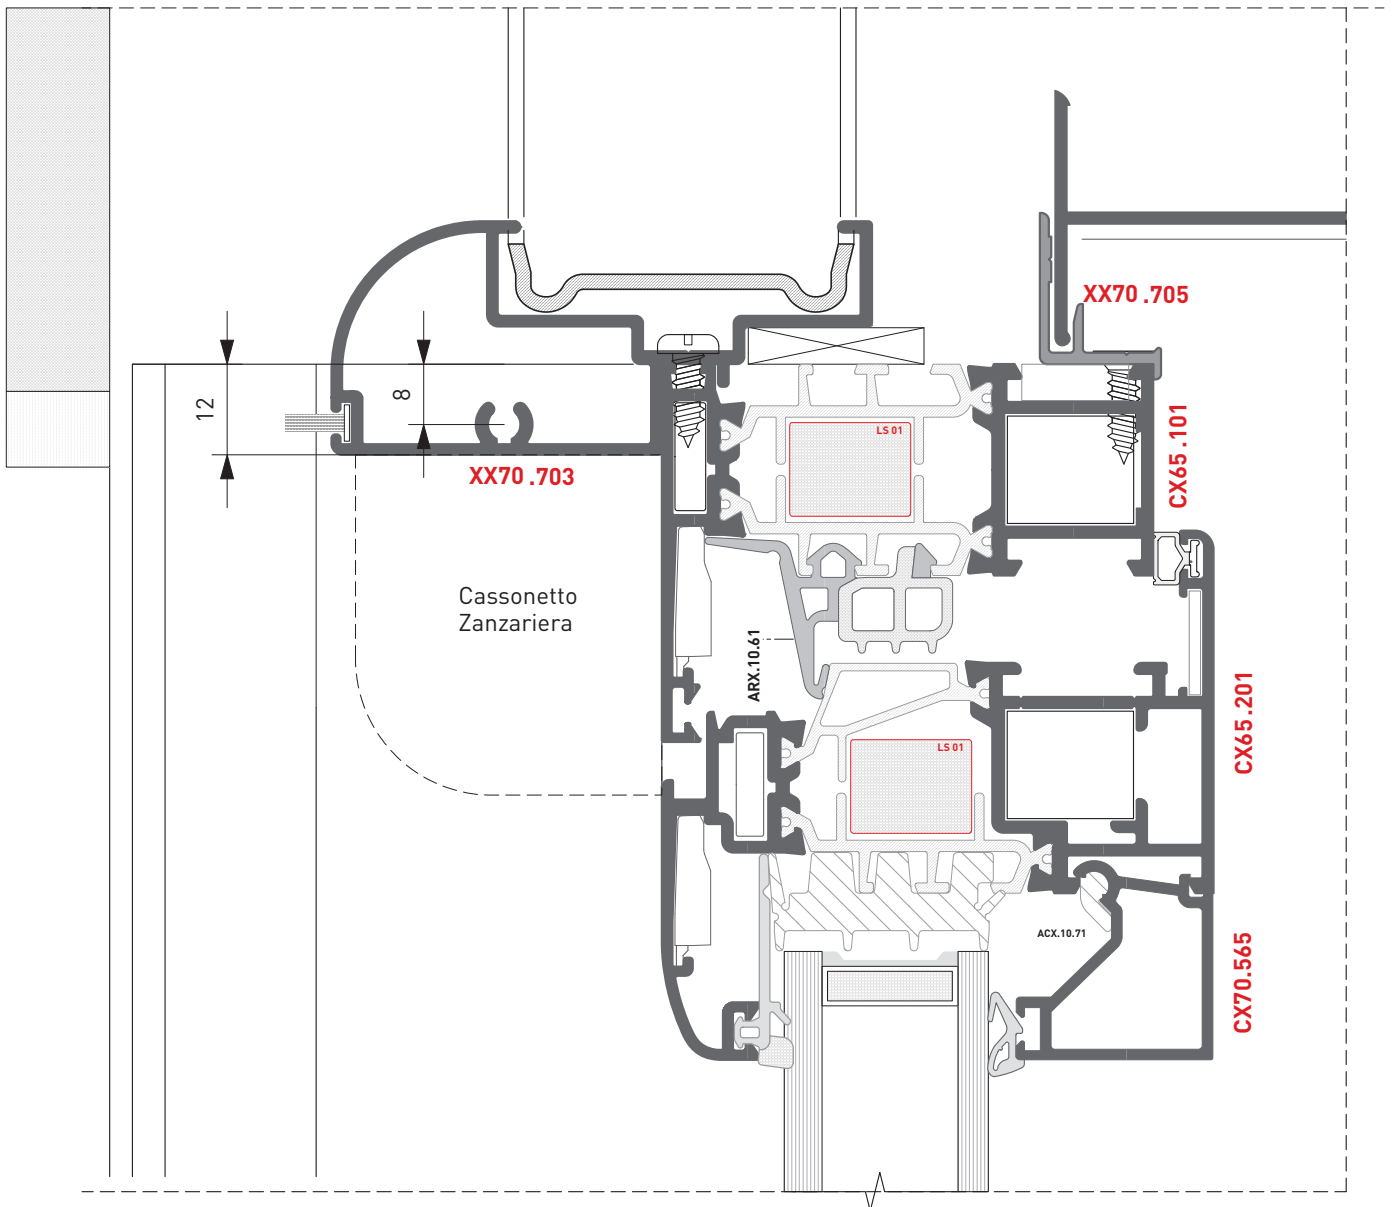 XX70 .705
12
8
LS 01
CX65 .101
XX70 .703
Cassonetto
Zanzariera
ARX.10.61
CX65.201
LS 01
ACX.10.71
CX70.565